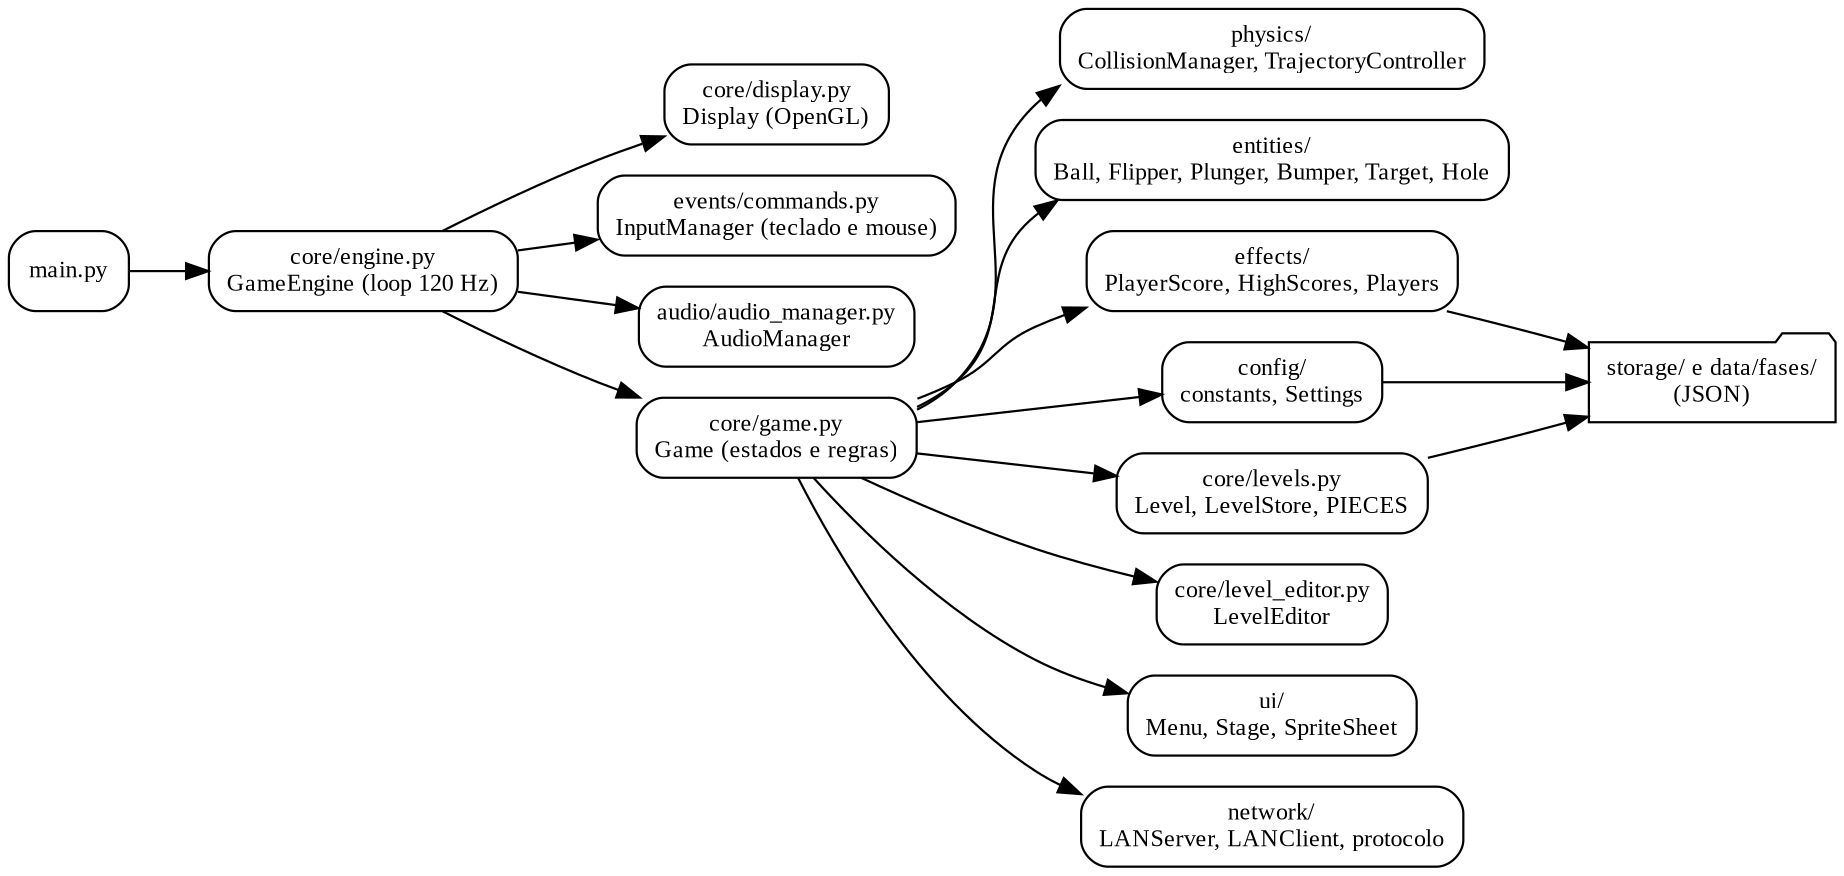 main.py
core/engine.py
GameEngine (loop 120 Hz)
core/display.py
Display (OpenGL)
events/commands.py
InputManager (teclado e mouse)
audio/audio_manager.py
AudioManager
core/game.py
Game (estados e regras)
physics/
CollisionManager, TrajectoryController
entities/
Ball, Flipper, Plunger, Bumper, Target, Hole
effects/
PlayerScore, HighScores, Players
config/
constants, Settings
core/levels.py
Level, LevelStore, PIECES
core/level_editor.py
LevelEditor
ui/
Menu, Stage, SpriteSheet
network/
LANServer, LANClient, protocolo
storage/ e data/fases/
(JSON)